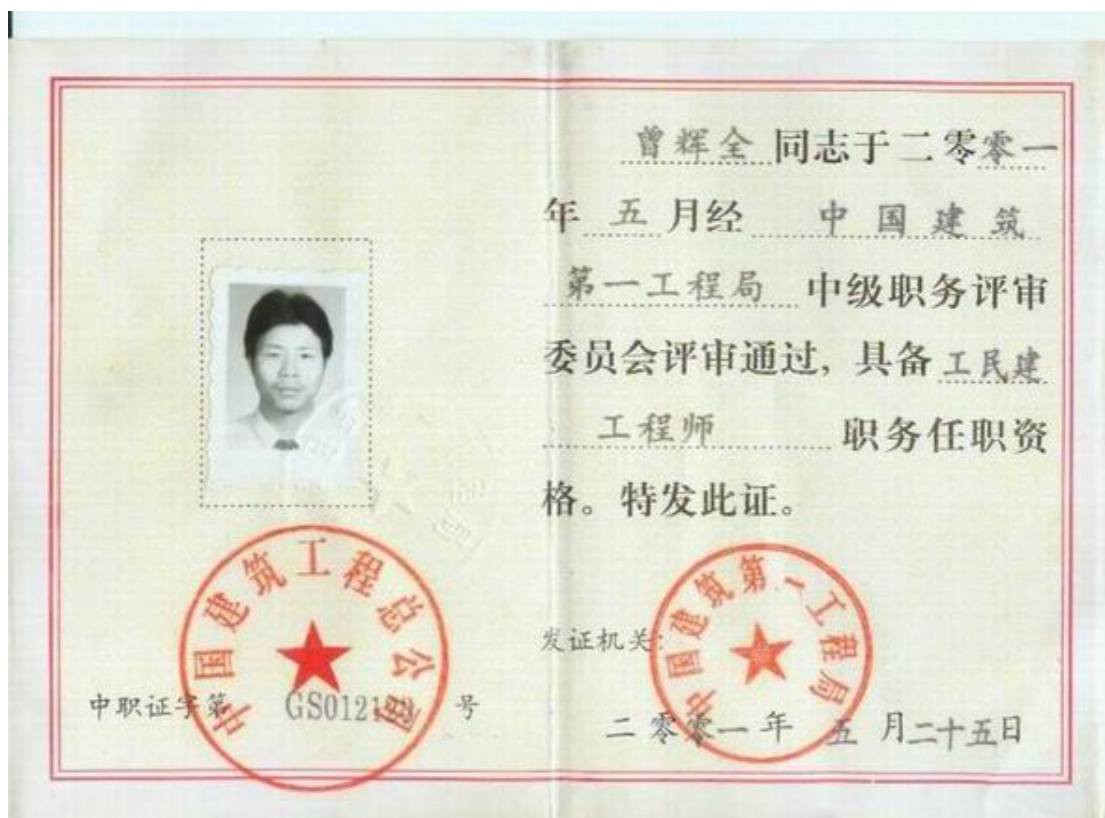 中国建筑工程总公司
中职证字第 号
曾辉全同志于二零零一
年五月经中国建筑
第一工程局中级职务评审
委员会评审通过，具备工民建
工程师职务任职资
格。特发此证。
中国建筑第一工程局
发证机关:
二零零一年五月二十五日